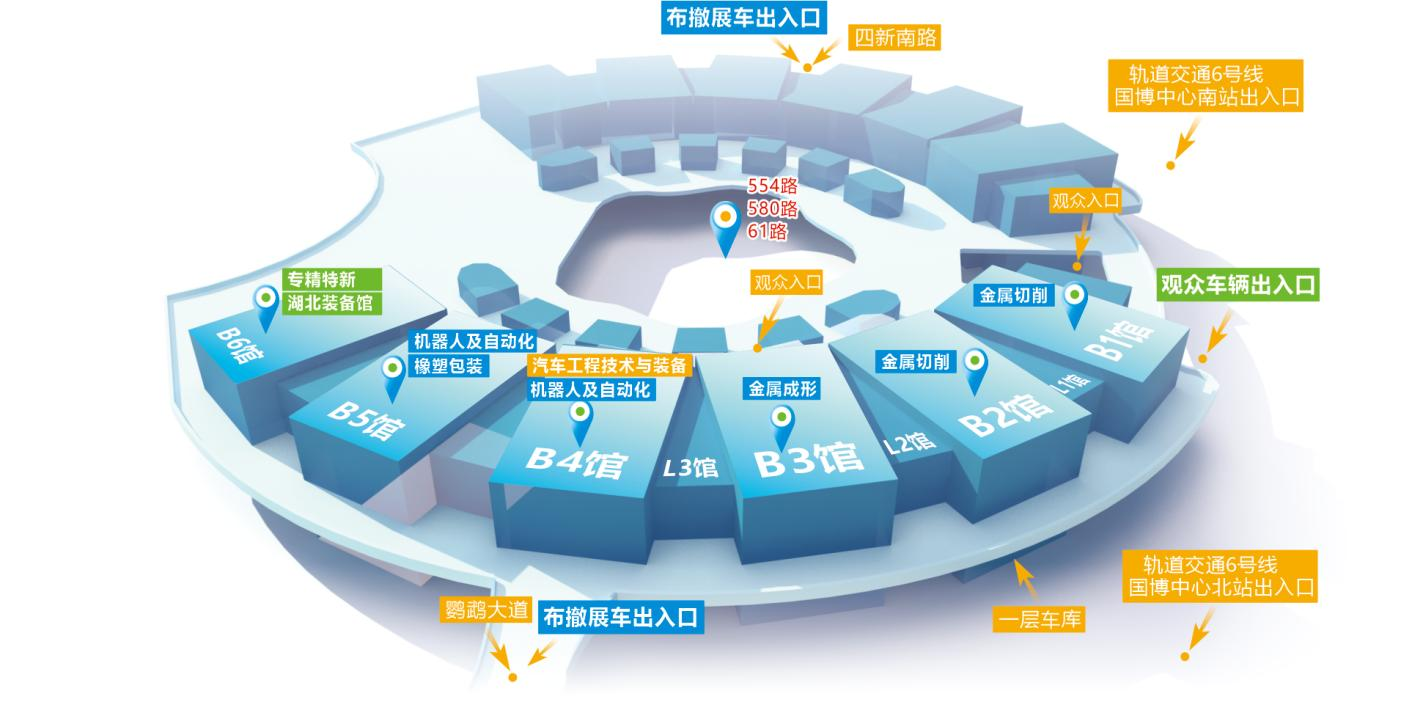 布撤展车出入口
四新南路
轨道交通6号线
国博中心南站出入口
554路
580路
61路
观众入口
观众入口
观众车辆出入口
专精特新
湖北装备馆
B6馆
机器人及自动化
橡塑包装
B5馆
汽车工程技术与装备
机器人及自动化
B4馆
L3馆
金属成形
B3馆
L2馆
金属切削
B2馆
L1馆
金属切削
B1馆
鹦鹉大道
布撤展车出入口
一层车库
轨道交通6号线
国博中心北站出入口